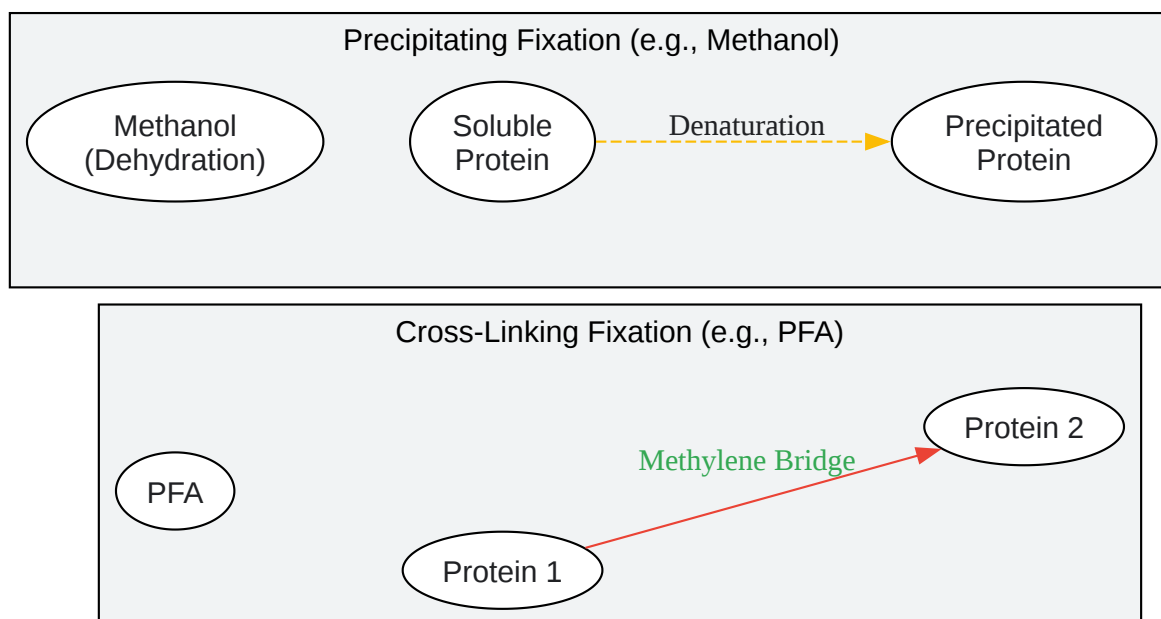 Precipitating Fixation (e.g., Methanol)
Methanol
(Dehydration)
Soluble
Protein
Denaturation
Precipitated
Protein
Cross-Linking Fixation (e.g., PFA)
Protein 2
Methylene Bridge
PFA
Protein 1